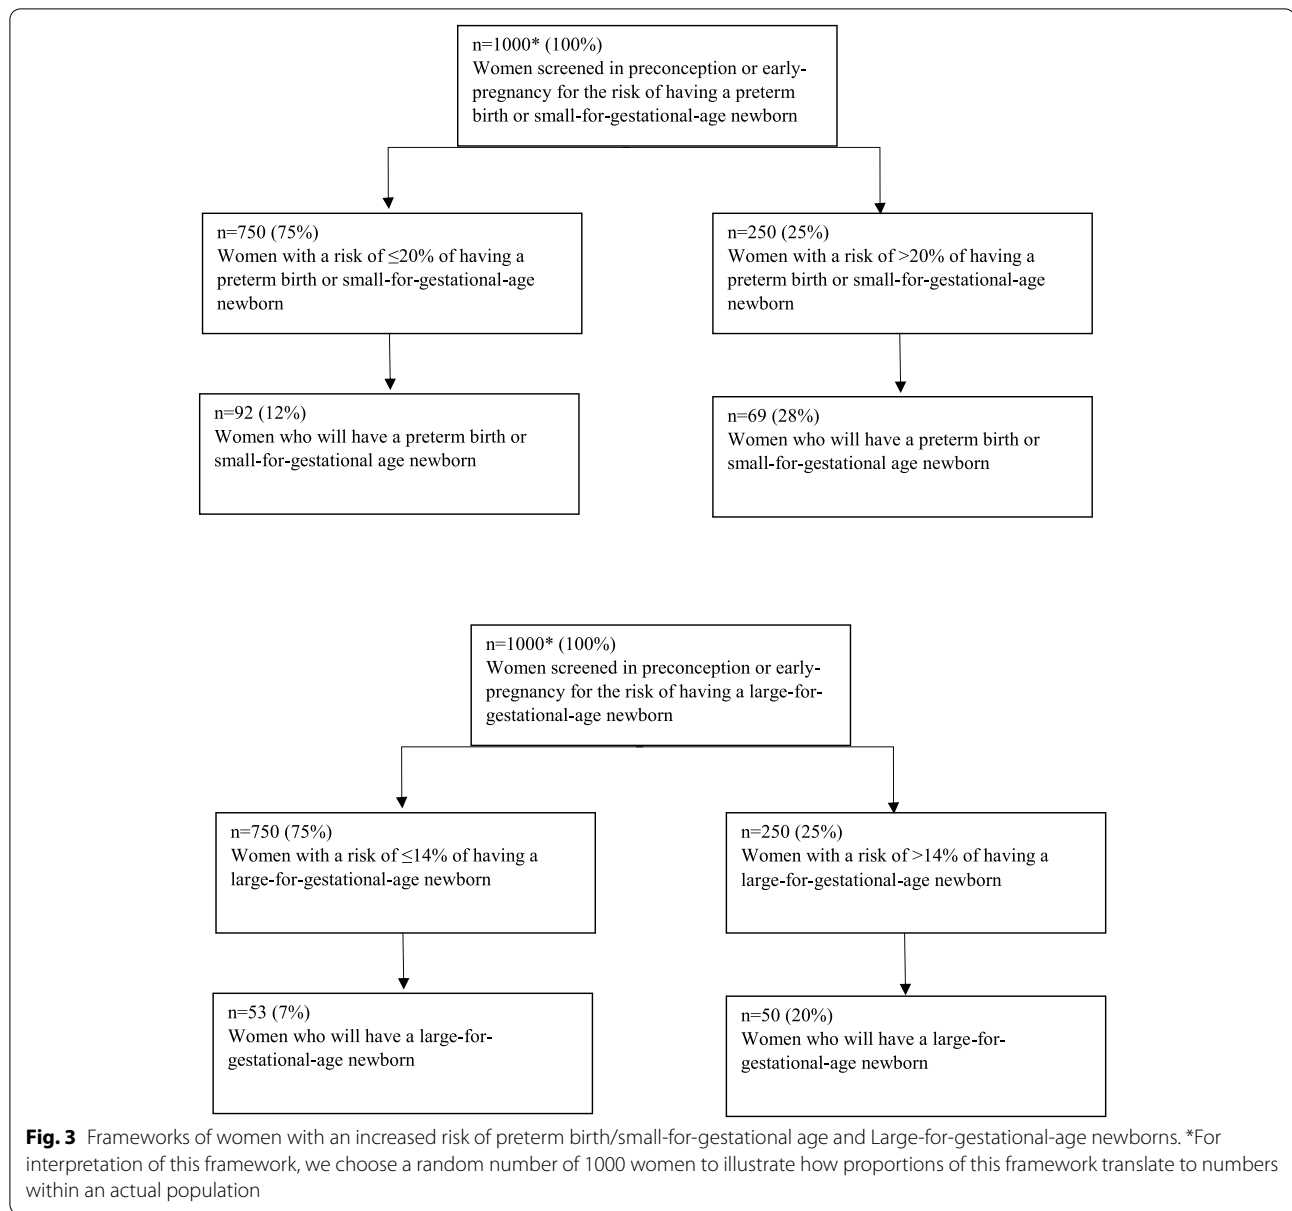 n=1000* (100%)
Women screened in preconception or early-
pregnancy for the risk of having a preterm
birth or small-for-gestational-age newborn
n=750 (75%)
Women with a risk of ≤20% of having a
preterm birth or small-for-gestational-age
newborn
n=250 (25%)
Women with a risk of >20% of having a
preterm birth or small-for-gestational-age
newborn
n=92 (12%)
Women who will have a preterm birth or
small-for-gestational age newborn
n=69 (28%)
Women who will have a preterm birth or
small-for-gestational age newborn
n=1000* (100%)
Women screened in preconception or early-
pregnancy for the risk of having a large-for-
gestational-age newborn
n=750 (75%)
Women with a risk of ≤14% of having a
large-for-gestational-age newborn
n=250 (25%)
Women with a risk of >14% of having a
large-for-gestational-age newborn
n=53 (7%)
Women who will have a large-for-
gestational-age newborn
n=50 (20%)
Women who will have a large-for-
gestational-age newborn
Fig. 3 Frameworks of women with an increased risk of preterm birth/small-for-gestational age and Large-for-gestational-age newborns. *For
interpretation of this framework, we choose a random number of 1000 women to illustrate how proportions of this framework translate to numbers
within an actual population